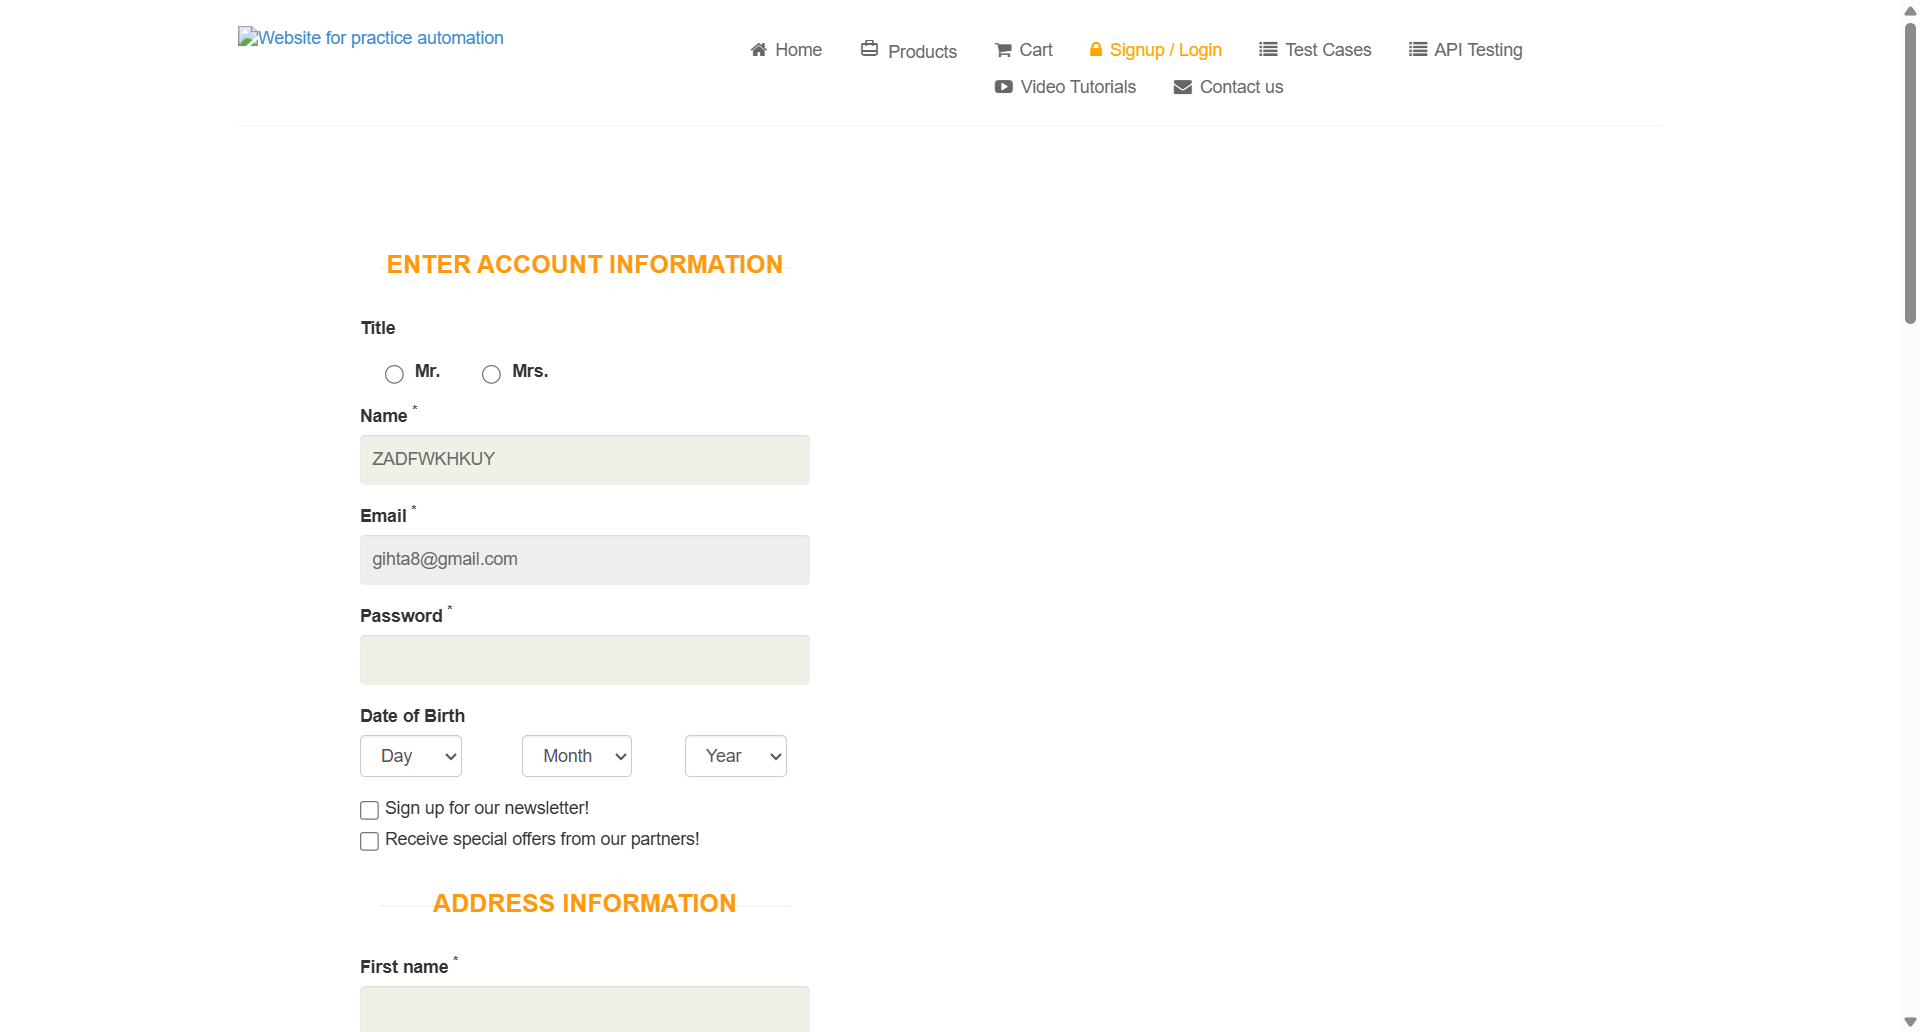 Website for practice automation
Home Products Cart Signup / Login Test Cases API Testing
Video Tutorials Contact us
ENTER ACCOUNT INFORMATION
Title
Mr. Mrs.
Name *
ZADFWKHKUY
Email *
gihta8@gmail.com
Password *
Date of Birth
Day Month Year
Sign up for our newsletter!
Receive special offers from our partners!
ADDRESS INFORMATION
First name *